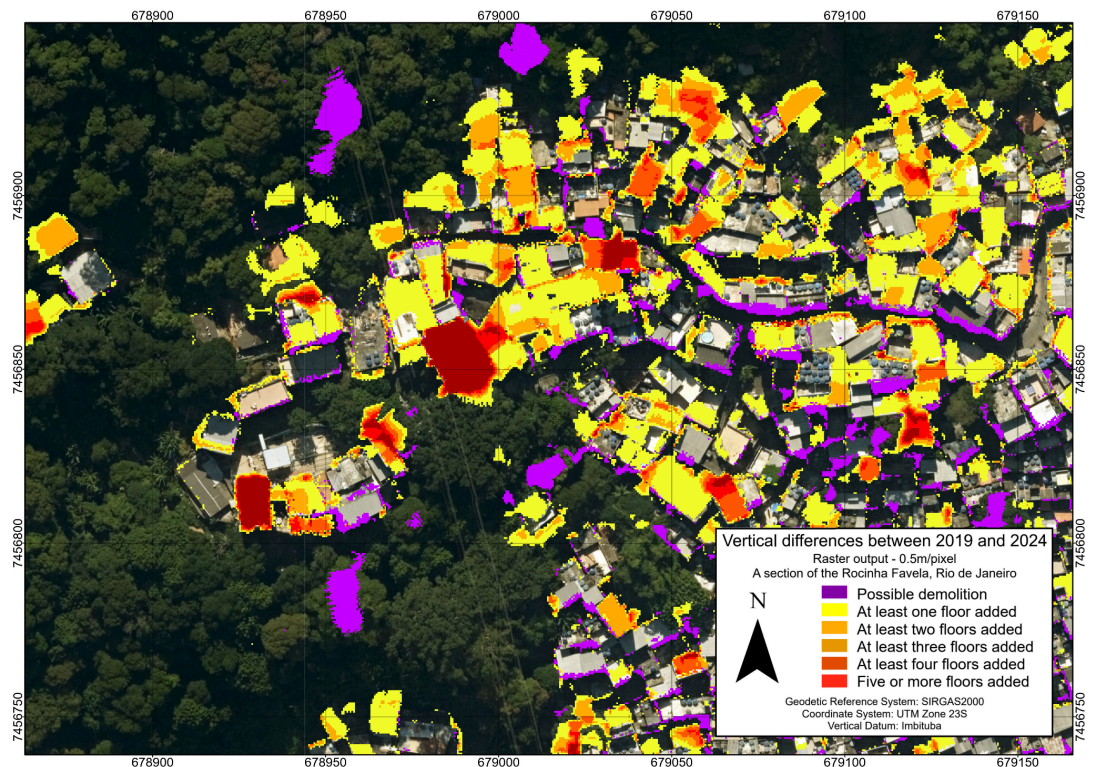 678900 678950 679000 679050 679100 679150
7456900 7456900
7456850 7456850
7456800 7456800
7456750 7456750
Vertical differences between 2019 and 2024
Raster output - 0.5m/pixel
A section of the Rocinha Favela, Rio de Janeiro
N
Possible demolition
At least one floor added
At least two floors added
At least three floors added
At least four floors added
Five or more floors added
Geodetic Reference System: SIRGAS2000
Coordinate System: UTM Zone 23S
Vertical Datum: Imbituba
678900 678950 679000 679050 679100 679150